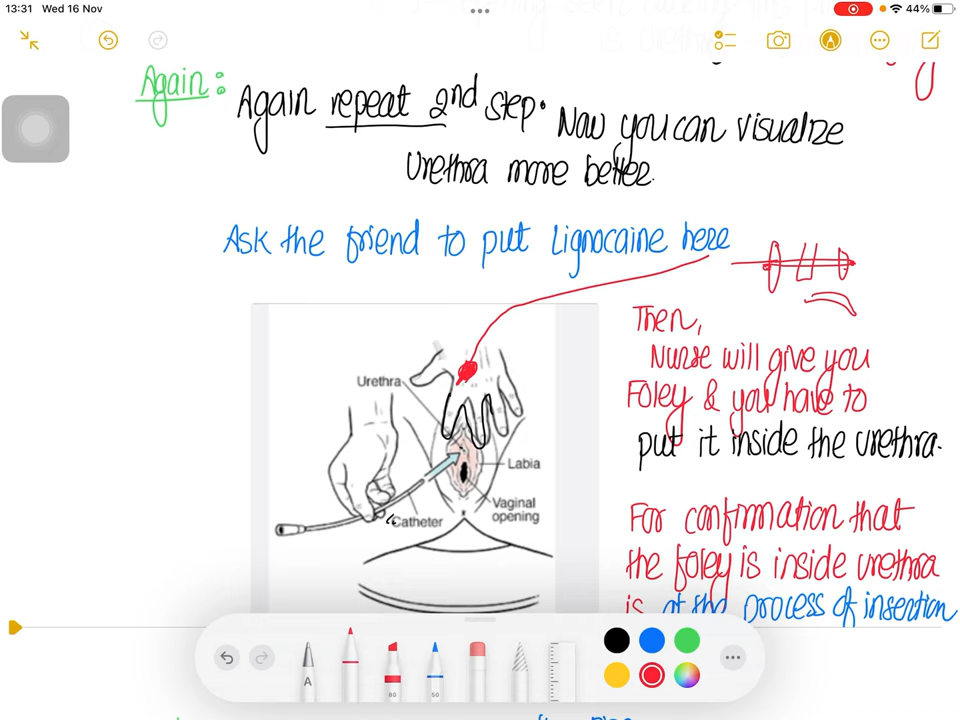 13:31 Wed 16 Nov
44%
Again:
Again repeat 2nd step. Now you can visualize
Urethra more better.
Ask the friend to put Lignocaine here
Then,
Nurse will give you
Foley & you have to
put it inside the urethra.
Urethra
Labia
Vaginal
opening
Catheter
For confirmation that
the foley is inside urethra
is at the process of insertion
A
80
50